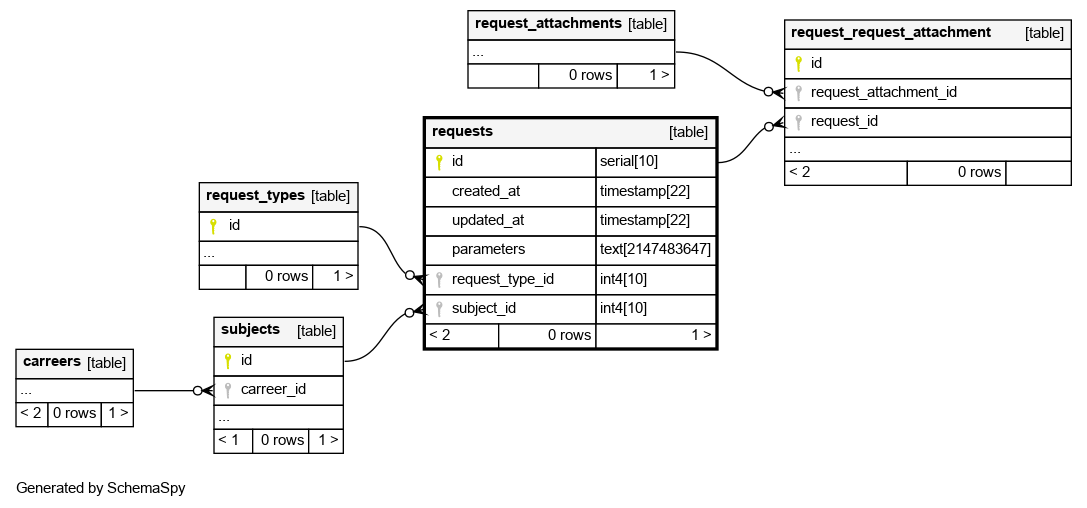 request_attachments [table]
...
0 rows 1 >
request_request_attachment [table]
id
request_attachment_id
request_id
...
< 2 0 rows
requests [table]
id serial[10]
created_at timestamp[22]
updated_at timestamp[22]
parameters text[2147483647]
request_type_id int4[10]
subject_id int4[10]
< 2 0 rows 1 >
request_types [table]
id
...
0 rows 1 >
subjects [table]
id
carreer_id
...
< 1 0 rows 1 >
carreers [table]
...
< 2 0 rows 1 >
Generated by SchemaSpy